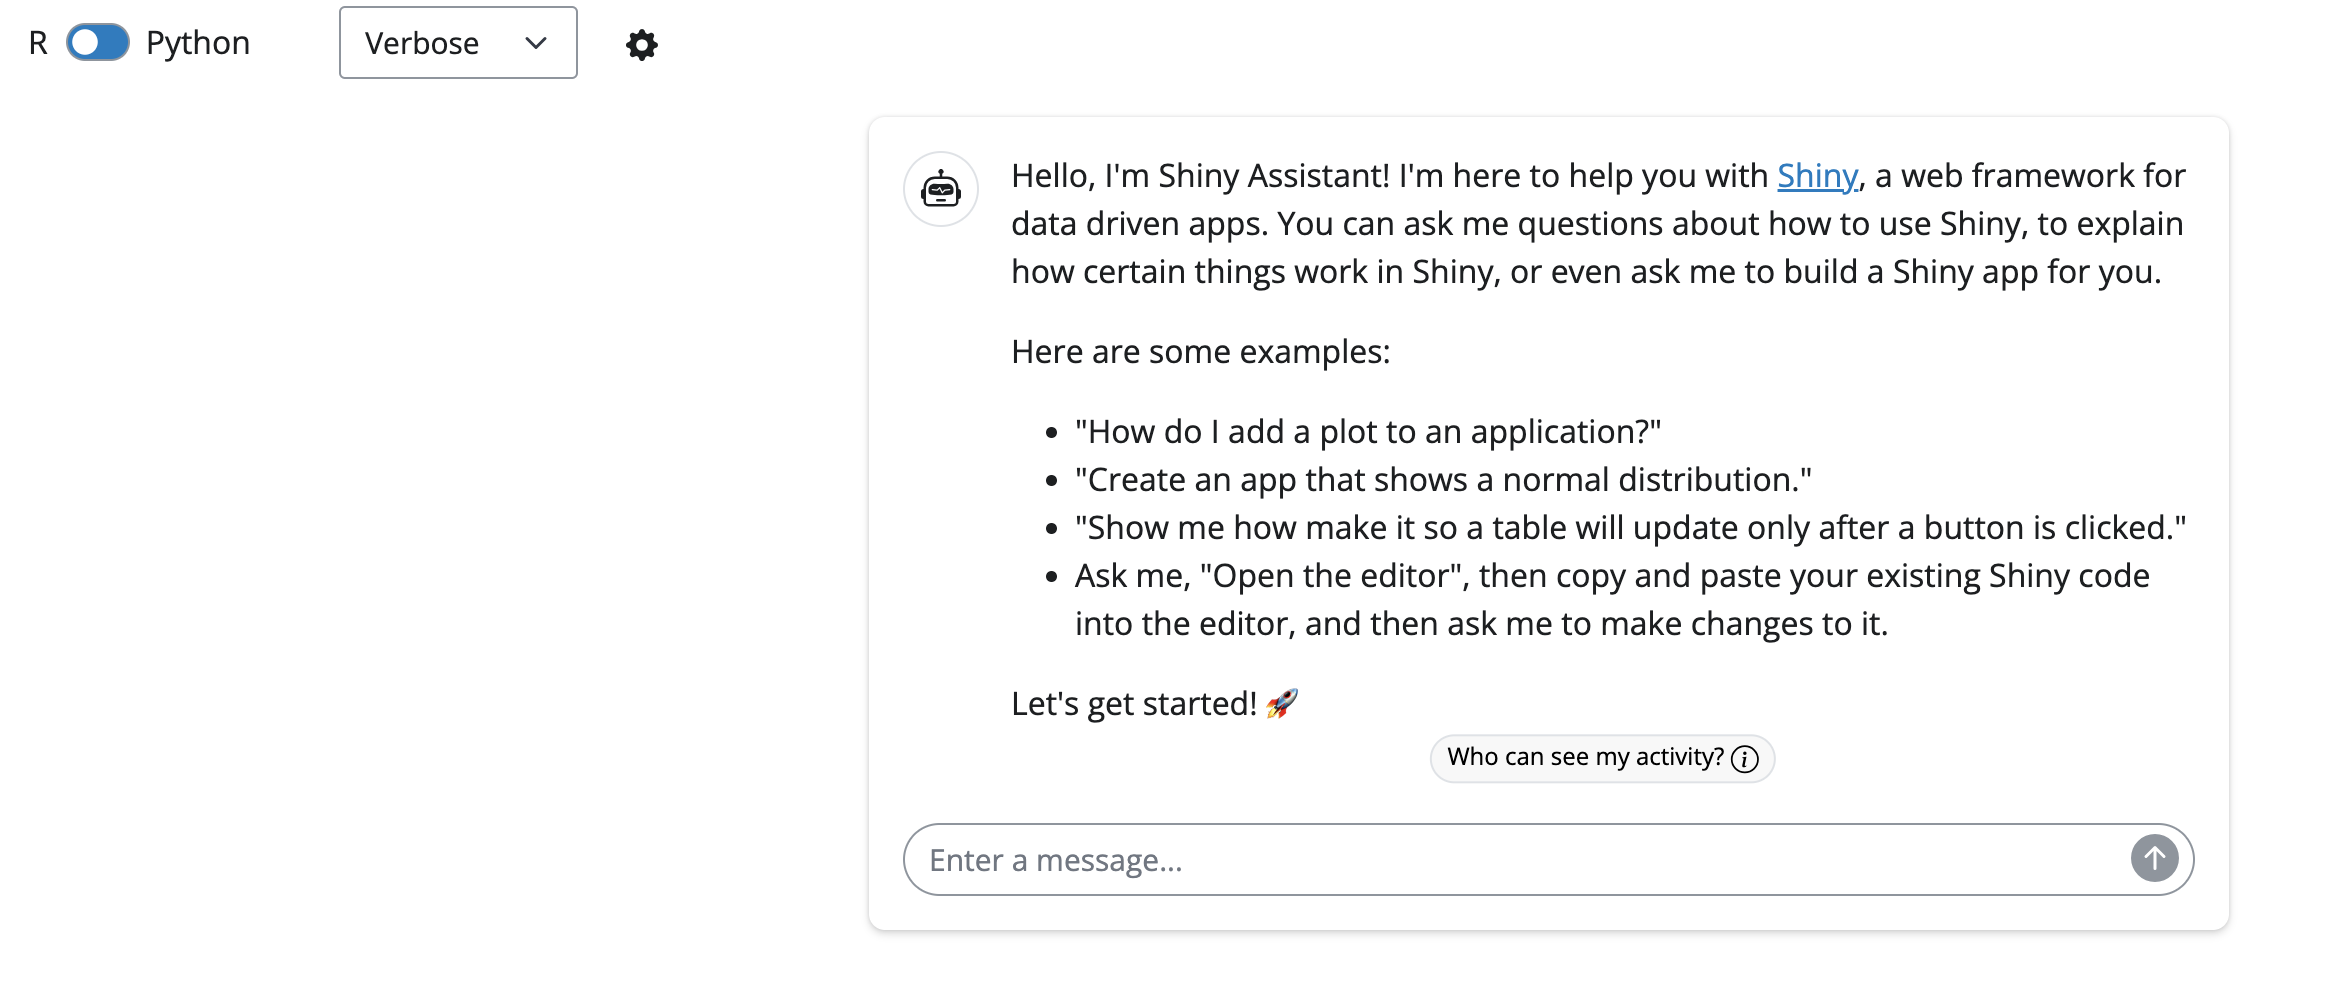 R Python Verbose
Hello, I'm Shiny Assistant! I'm here to help you with Shiny, a web framework for
data driven apps. You can ask me questions about how to use Shiny, to explain
how certain things work in Shiny, or even ask me to build a Shiny app for you.
Here are some examples:
• "How do I add a plot to an application?"
• "Create an app that shows a normal distribution."
• "Show me how make it so a table will update only after a button is clicked."
• Ask me, "Open the editor", then copy and paste your existing Shiny code
into the editor, and then ask me to make changes to it.
Let's get started! 🚀
Who can see my activity?
Enter a message...